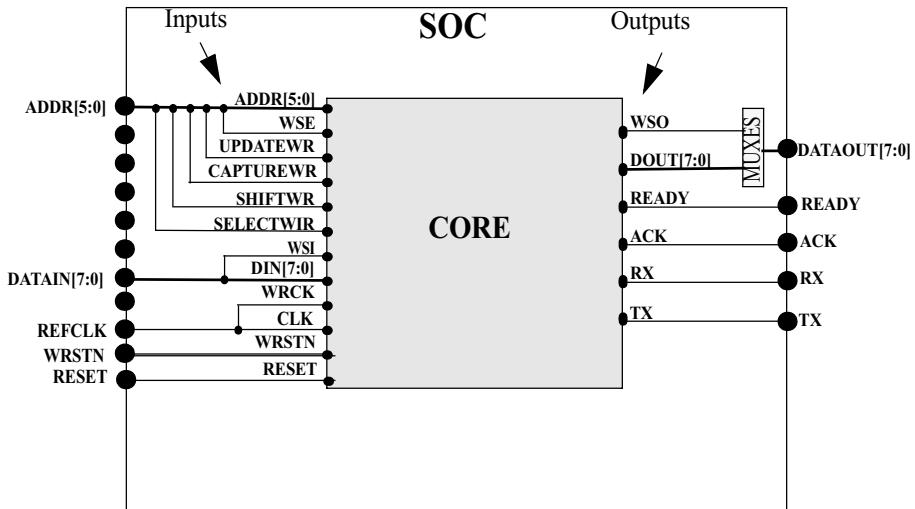 Inputs
SOC
Outputs
ADDR[5:0]
ADDR[5:0]
WSE
UPDATEWR
CAPTUREWR
SHIFTWR
SELECTWIR
WSI
DATAIN[7:0]
DIN[7:0]
WRCK
REFCLK
CLK
WRSTN
WRSTN
RESET
RESET
CORE
WSO
DOUT[7:0]
MUXES
DATAOUT[7:0]
READY
READY
ACK
ACK
RX
RX
TX
TX